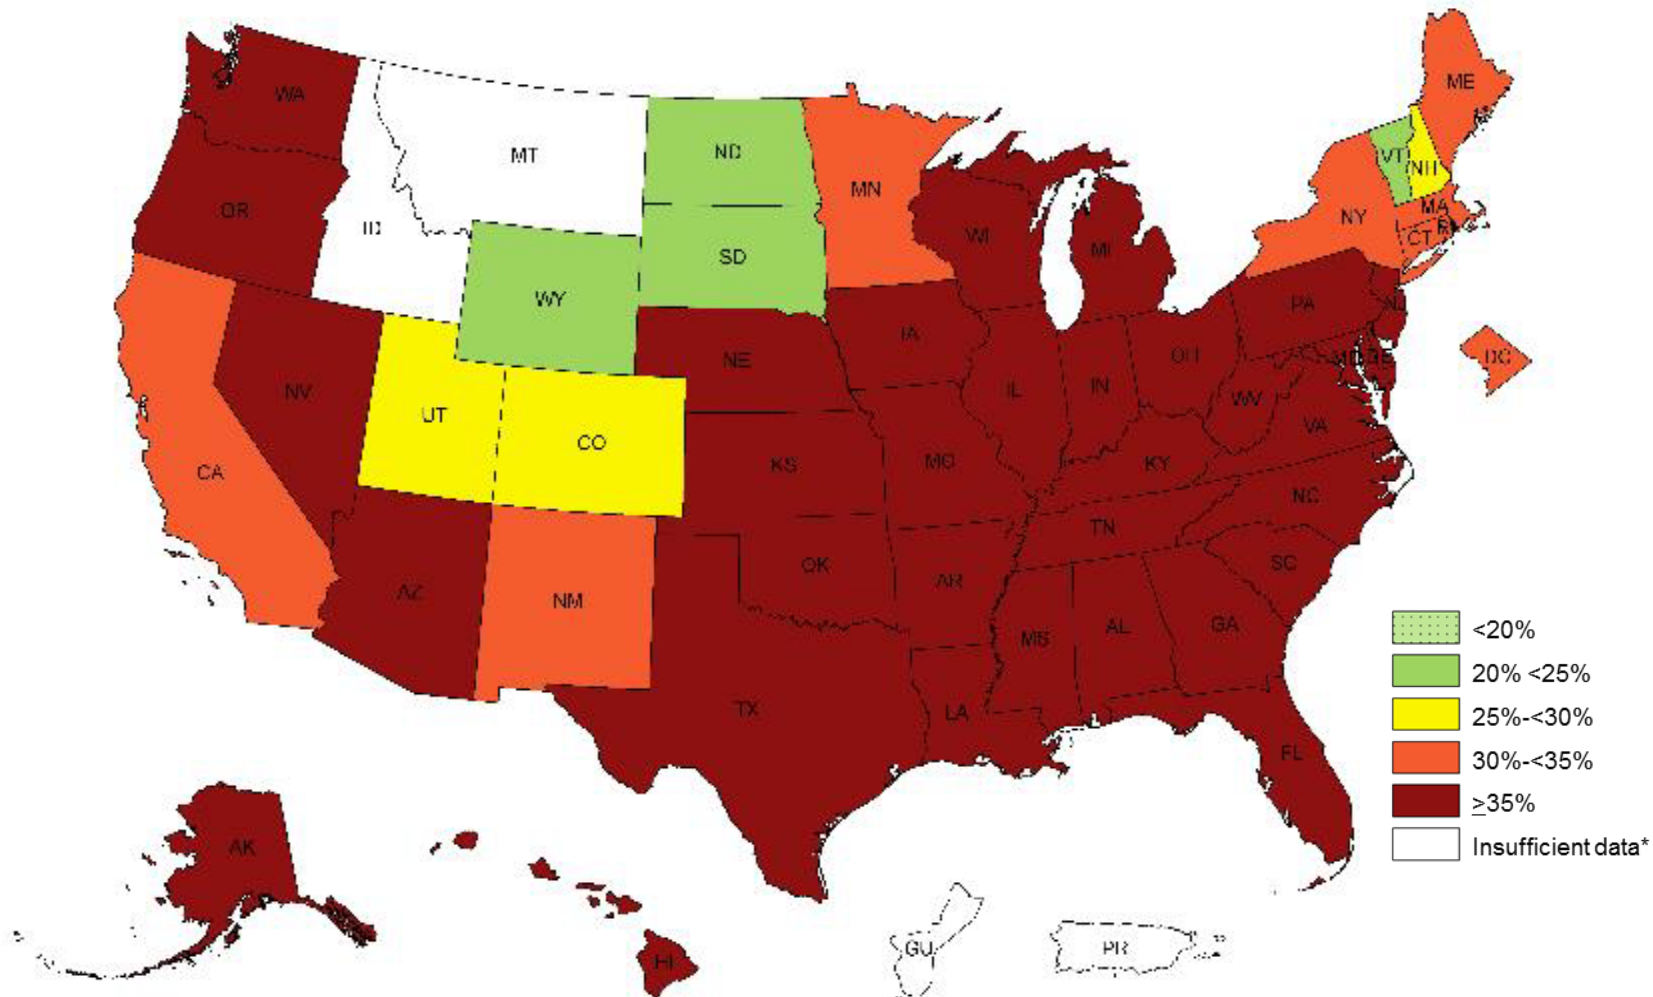 WA
MT
ND
MN
ME
VT
NH
OR
ID
SD
WI
MI
NY
MA
CT
RI
WY
IA
NE
PA
NJ
NV
UT
CO
IL
IN
OH
MD
DE
DC
WV
VA
CA
KS
MO
KY
NC
TN
AZ
NM
OK
AR
SC
MS
AL
GA
TX
LA
FL
AK
HI
GU
PR
<20%
20% <25%
25%-<30%
30%-<35%
≥35%
Insufficient data*